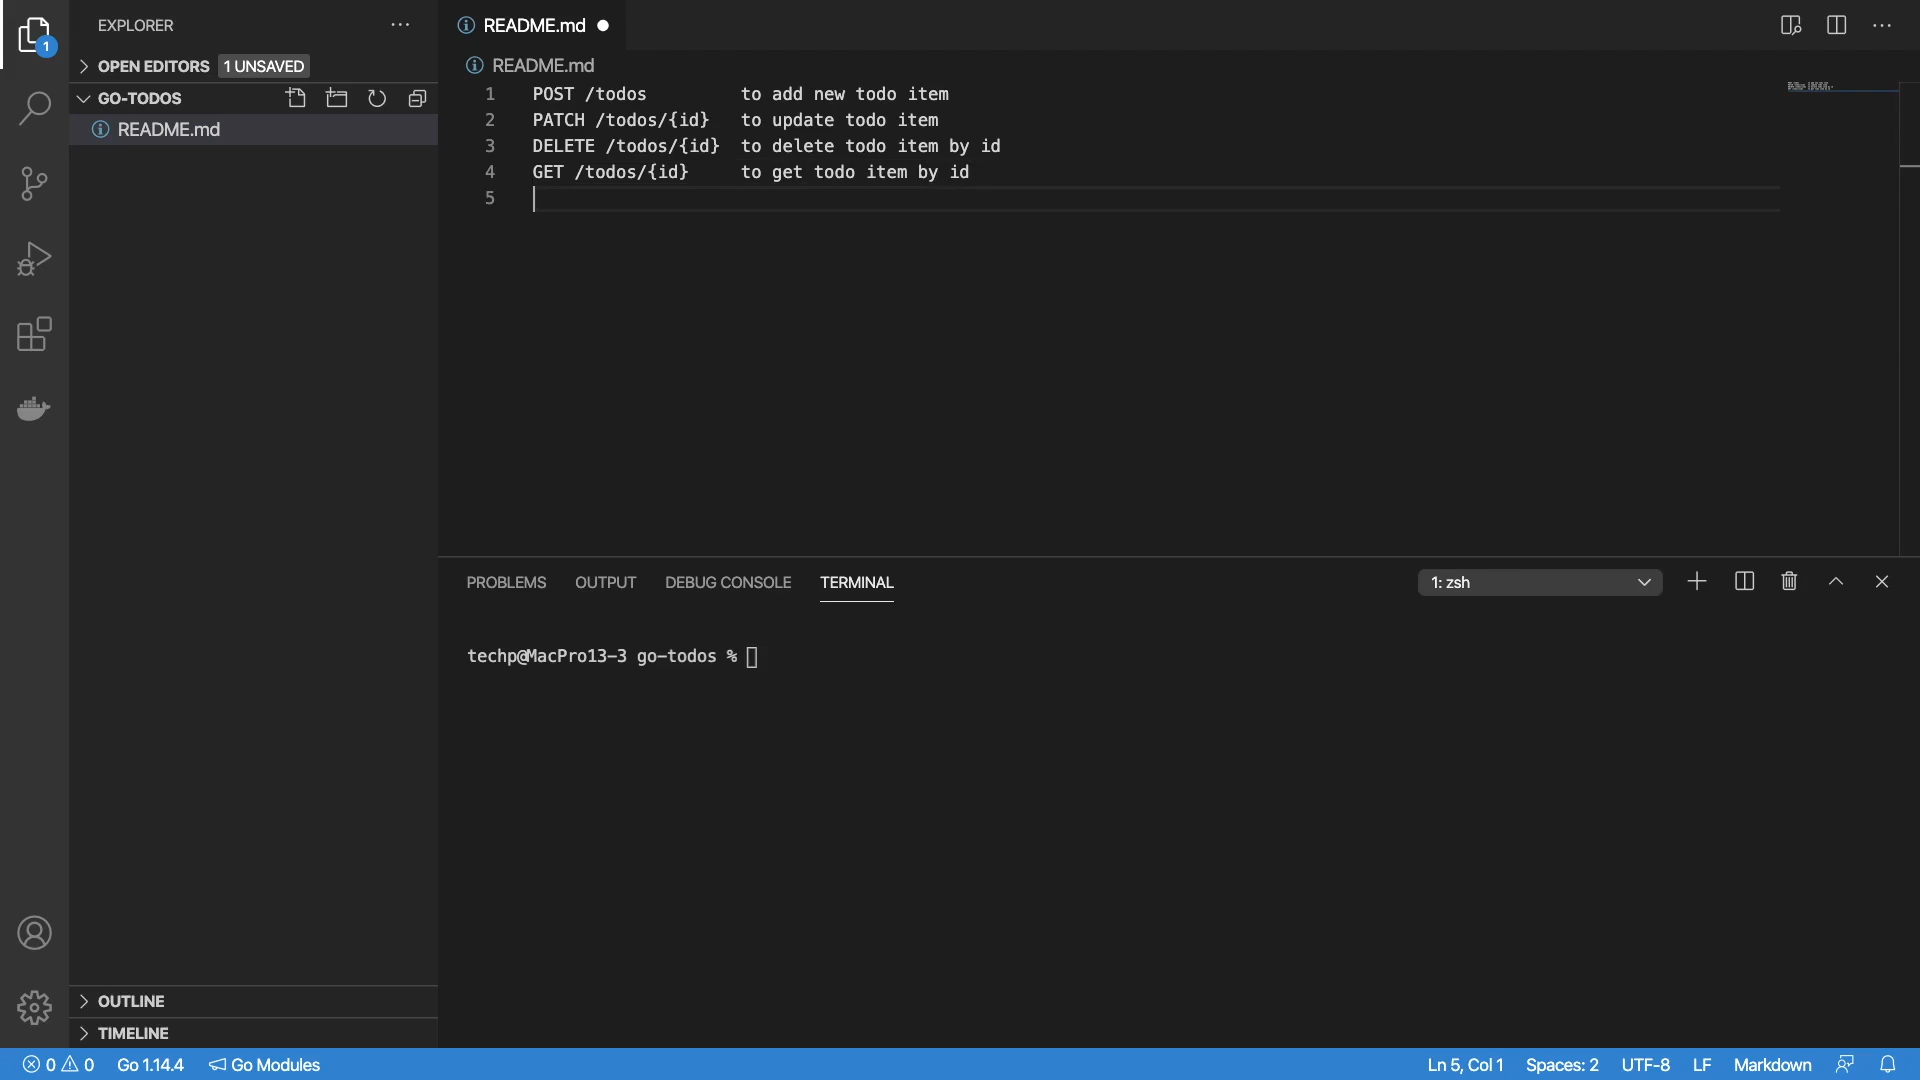 EXPLORER
OPEN EDITORS 1 UNSAVED
GO-TODOS
README.md
README.md
README.md
1 POST /todos         to add new todo item
2 PATCH /todos/{id}   to update todo item
3 DELETE /todos/{id}  to delete todo item by id
4 GET /todos/{id}     to get todo item by id
5
PROBLEMS OUTPUT DEBUG CONSOLE TERMINAL 1: zsh
techp@MacPro13-3 go-todos %
OUTLINE
TIMELINE
1
0 0 Go 1.14.4 Go Modules Ln 5, Col 1 Spaces: 2 UTF-8 LF Markdown